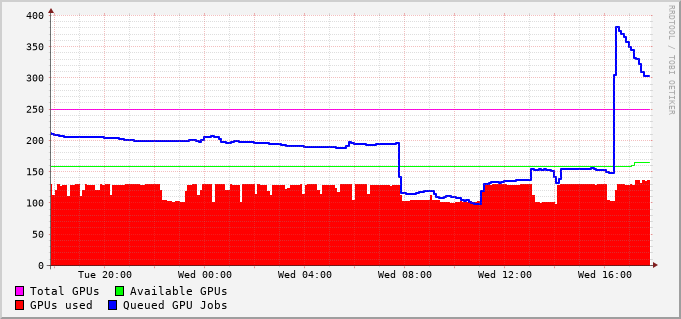 RRDTOOL / TOBI OETIKER
400
350
300
250
200
150
100
50
0
Tue 20:00 Wed 00:00 Wed 04:00 Wed 08:00 Wed 12:00 Wed 16:00
Total GPUs Available GPUs
GPUs used Queued GPU Jobs